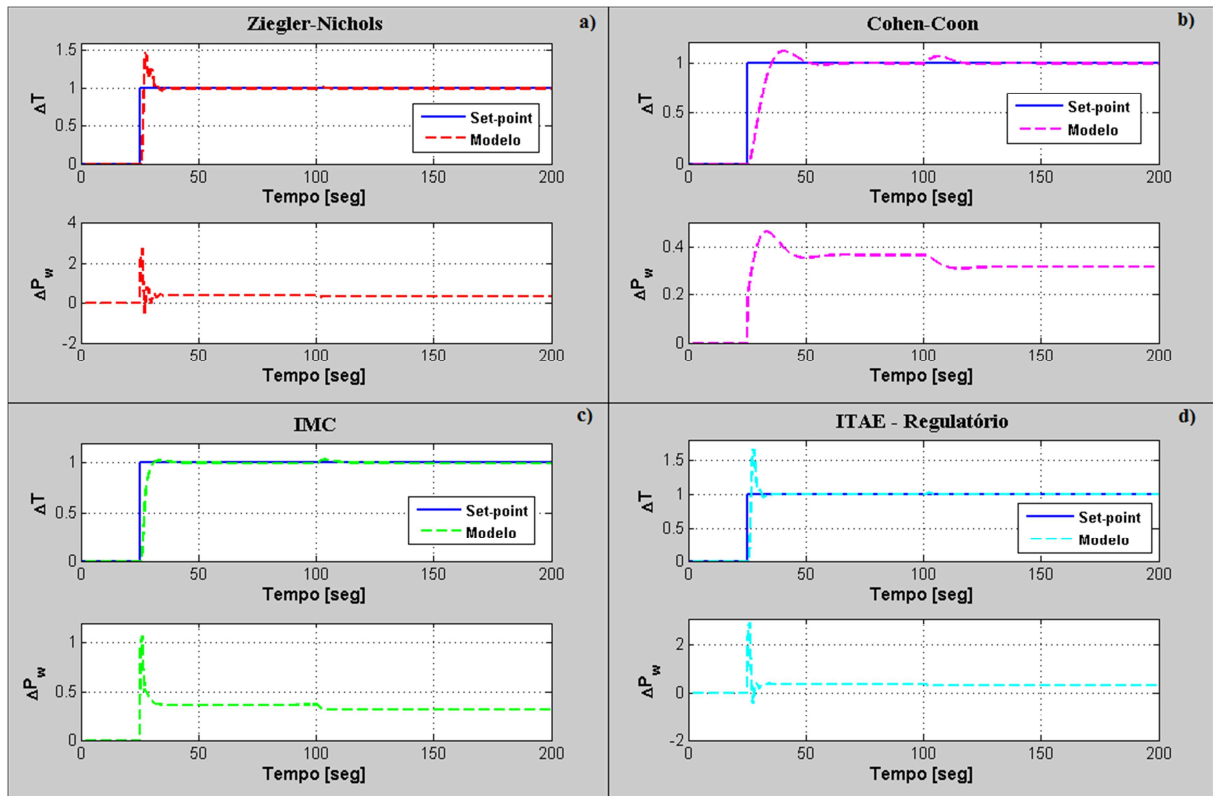 Ziegler-Nichols
a)
1.5
1
0.5
0
ΔT
Set-point
Modelo
0 50 100 150 200
Tempo [seg]
4
2
0
-2
ΔPw
0 50 100 150 200
Tempo [seg]
Cohen-Coon
b)
1
0.5
0
ΔT
Set-point
Modelo
0 50 100 150 200
Tempo [seg]
0.4
0.2
0
ΔPw
0 50 100 150 200
Tempo [seg]
IMC
c)
1
0.5
0
ΔT
Set-point
Modelo
0 50 100 150 200
Tempo [seg]
1
0.5
0
ΔPw
0 50 100 150 200
Tempo [seg]
ITAE - Regulatório
d)
1.5
1
0.5
0
ΔT
Set-point
Modelo
0 50 100 150 200
Tempo [seg]
2
0
-2
ΔPw
0 50 100 150 200
Tempo [seg]